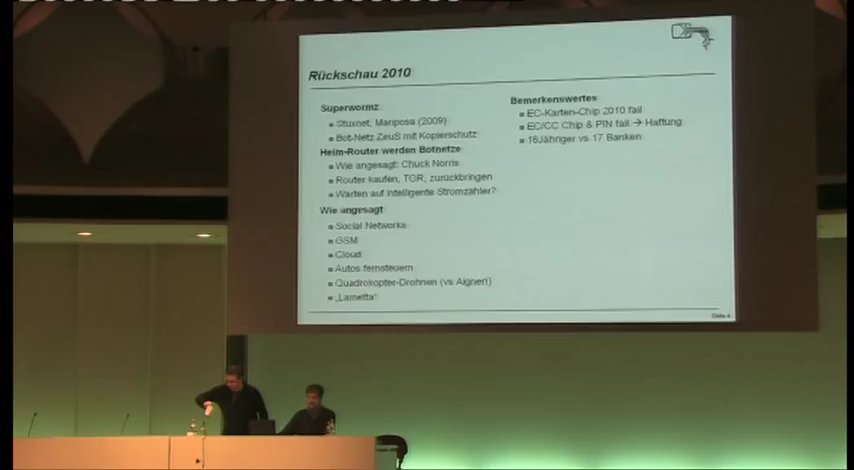 Rückschau 2010
Superwormz
Stuxnet, Mariposa (2009)
Bot-Netz ZeuS mit Kopierschutz
Heim-Router werden Botnetze
Wie angesagt: Chuck Norris
Router kaufen, TOR, zurückbringen
Warten auf intelligente Stromzähler?
Wie angesagt
Social Networks
GSM
Cloud
Autos fernsteuern
Quadrokopter-Drohnen (vs Aigner!)
„Lametta“
Bemerkenswertes
EC-Karten-Chip 2010 fail
EC/CC Chip & PIN fail → Haftung
16Jähriger vs 17 Banken